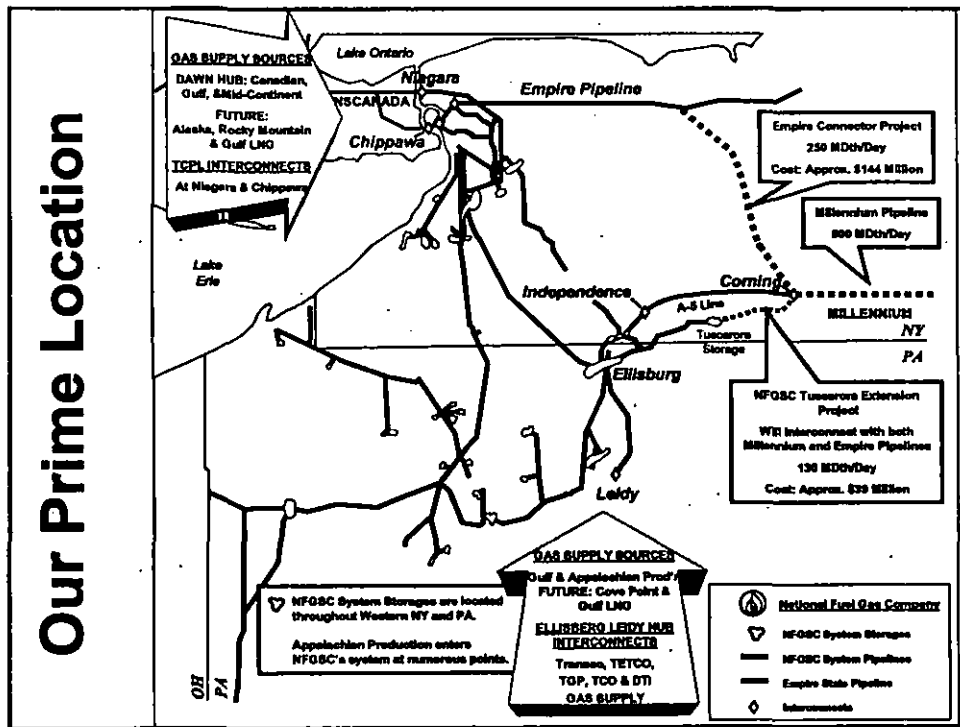 Our Prime Location
GAS SUPPLY SOURCES
DAWN HUB: Canadian,
Gulf, &Mid-Continent
FUTURE:
Alaska, Rocky Mountain
& Gulf LNG
TCPL INTERCONNECTS
At Niagara & Chippawa
Lake Ontario
Niagara
NSCANADA
Chippawa
Empire Pipeline
Empire Connector Project
250 MDth/Day
Cost: Approx. $144 Million
Millennium Pipeline
MDth/Day
Lake
Erie
Independence
Corning
A-5 Line
MILLENNIUM
Tuscarora
Storage
NY
PA
Ellisburg
NFGSC Tuscarora Extension
Project
Will Interconnect with both
Millennium and Empire Pipelines
130 MDth/Day
Cost: Approx. $39 Million
Leidy
GAS SUPPLY SOURCES
Gulf & Appalachian Prod'n
FUTURE: Cove Point &
Gulf LNG
ELLISBERG LEIDY HUB
INTERCONNECTS
Transco, TETCO,
TGP, TCO & DTI
GAS SUPPLY
NFGSC System Storages are located
throughout Western NY and PA.
Appalachian Production enters
NFGSC's system at numerous points.
OH
PA
National Fuel Gas Company
NFGSC System Storages
NFGSC System Pipelines
Empire State Pipeline
Interconnects